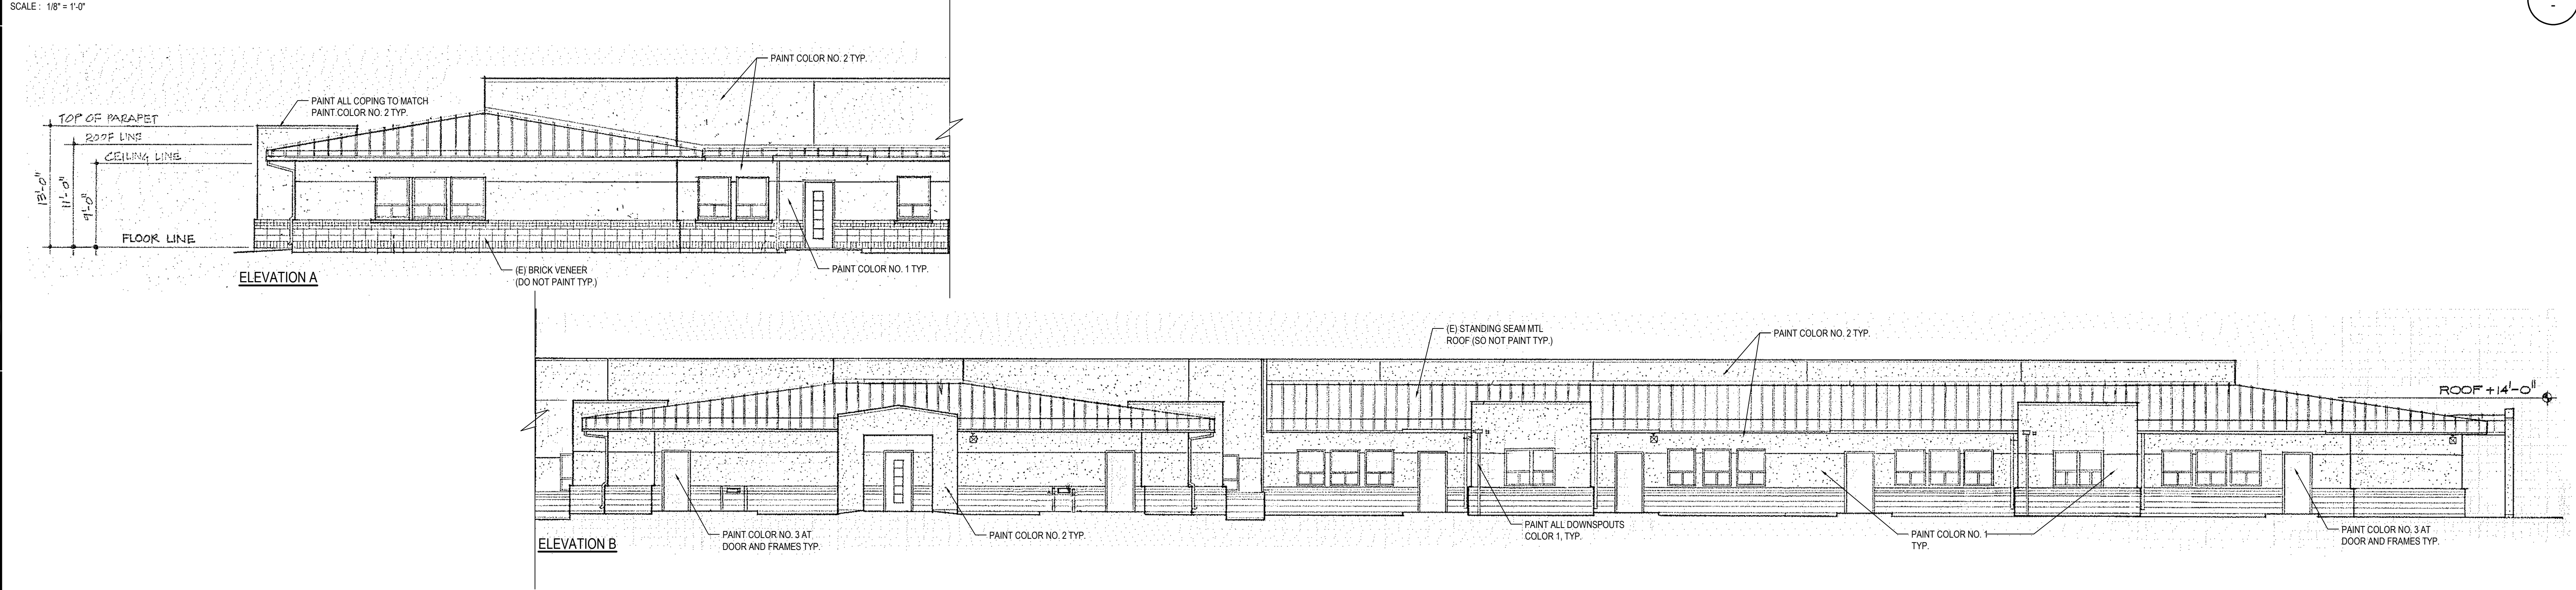 SCALE : 1/8" = 1'-0"
-
PAINT COLOR NO. 2 TYP.
PAINT ALL COPING TO MATCH
PAINT COLOR NO. 2 TYP.
TOP OF PARAPET
ROOF LINE
CEILING LINE
13'-0"
11'-0"
9'-0"
FLOOR LINE
ELEVATION A
(E) BRICK VENEER
(DO NOT PAINT TYP.)
PAINT COLOR NO. 1 TYP.
(E) STANDING SEAM MTL
ROOF (SO NOT PAINT TYP.)
PAINT COLOR NO. 2 TYP.
ROOF +14'-0"
ELEVATION B
PAINT COLOR NO. 3 AT
DOOR AND FRAMES TYP.
PAINT COLOR NO. 2 TYP.
PAINT ALL DOWNSPOUTS
COLOR 1, TYP.
PAINT COLOR NO. 1
TYP.
PAINT COLOR NO. 3 AT
DOOR AND FRAMES TYP.